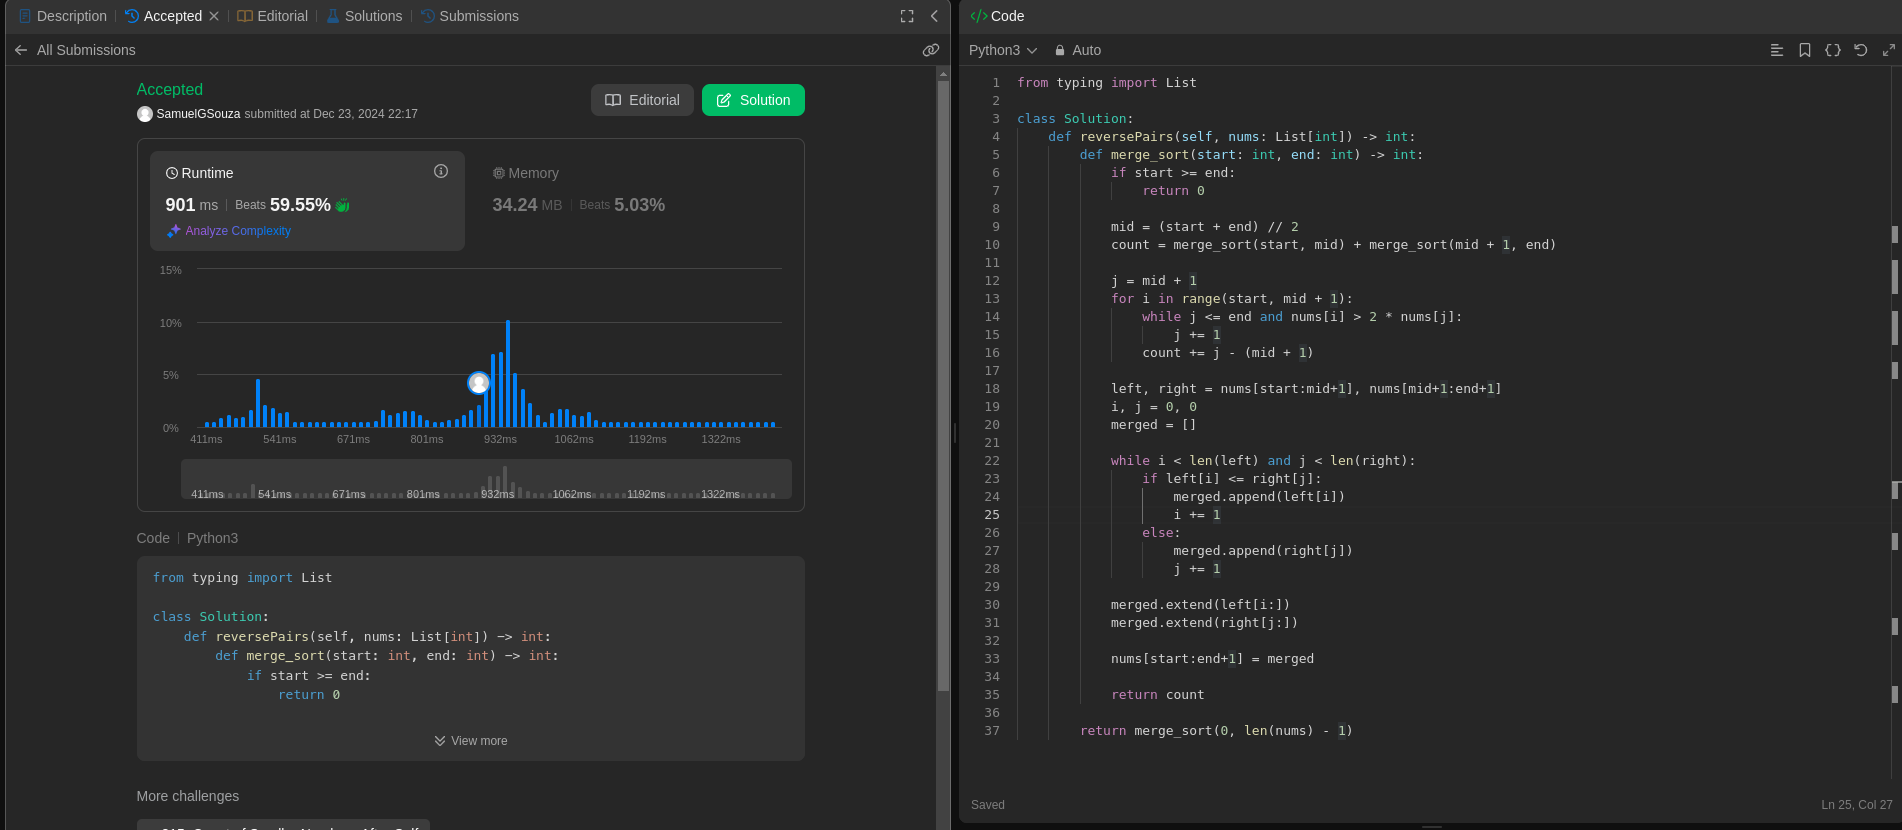 Description | Accepted | Editorial | Solutions | Submissions
All Submissions
Accepted
SamuelGSouza submitted at Dec 23, 2024 22:17
Editorial
Solution
Runtime
901 ms | Beats 59.55%
Analyze Complexity
Memory
34.24 MB | Beats 5.03%
15%
10%
5%
0%
411ms 541ms 671ms 801ms 932ms 1062ms 1192ms 1322ms
411ms 541ms 671ms 801ms 932ms 1062ms 1192ms 1322ms
Code | Python3
from typing import List
class Solution:
    def reversePairs(self, nums: List[int]) -> int:
        def merge_sort(start: int, end: int) -> int:
            if start >= end:
                return 0
View more
More challenges
</> Code
Python3 Auto
1 from typing import List
2
3 class Solution:
4     def reversePairs(self, nums: List[int]) -> int:
5         def merge_sort(start: int, end: int) -> int:
6             if start >= end:
7                 return 0
8
9             mid = (start + end) // 2
10             count = merge_sort(start, mid) + merge_sort(mid + 1, end)
11
12             j = mid + 1
13             for i in range(start, mid + 1):
14                 while j <= end and nums[i] > 2 * nums[j]:
15                     j += 1
16                 count += j - (mid + 1)
17
18             left, right = nums[start:mid+1], nums[mid+1:end+1]
19             i, j = 0, 0
20             merged = []
21
22             while i < len(left) and j < len(right):
23                 if left[i] <= right[j]:
24                     merged.append(left[i])
25                     i += 1
26                 else:
27                     merged.append(right[j])
28                     j += 1
29
30             merged.extend(left[i:])
31             merged.extend(right[j:])
32
33             nums[start:end+1] = merged
34
35             return count
36
37         return merge_sort(0, len(nums) - 1)
Saved
Ln 25, Col 27